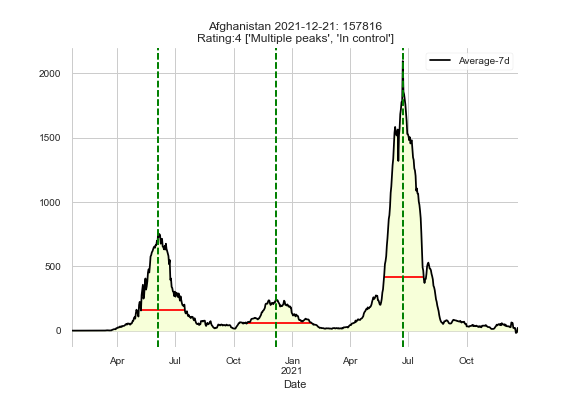 Afghanistan 2021-12-21: 157816
Rating:4 ['Multiple peaks', 'In control']
Average-7d
2000
1500
1000
500
0
Apr Jul Oct Jan Apr Jul Oct
2021
Date